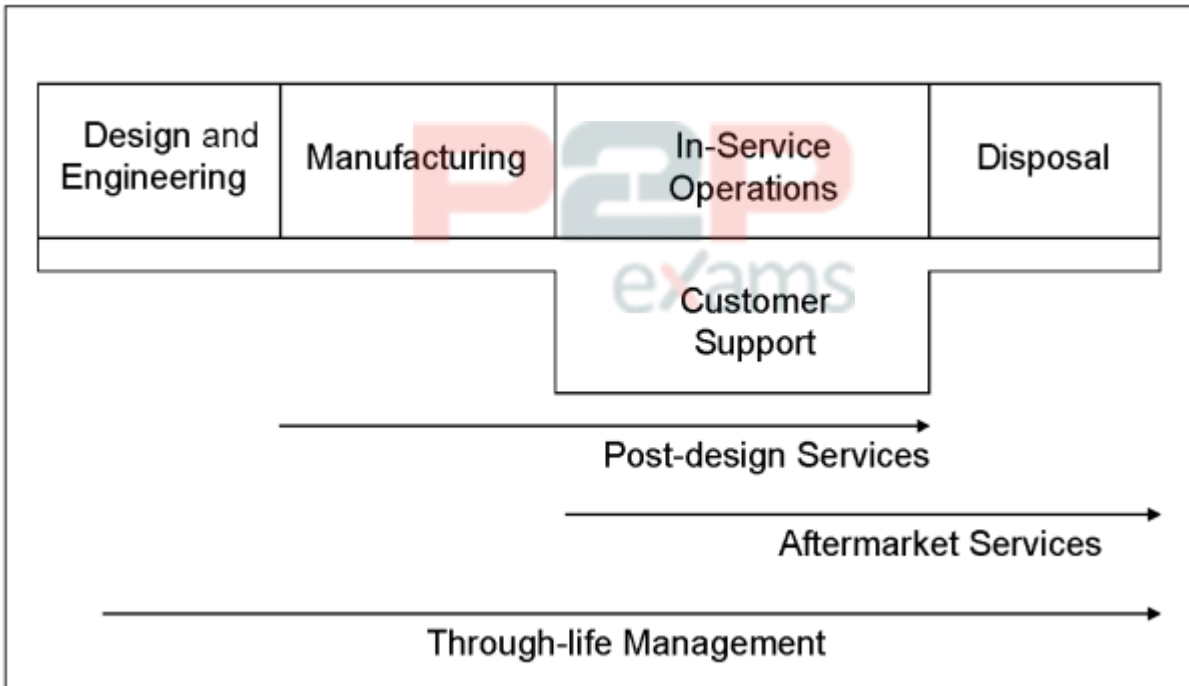 Design and
Engineering
Manufacturing
In-Service
Operations
Disposal
P2P
exams
Customer
Support
Post-design Services
Aftermarket Services
Through-life Management